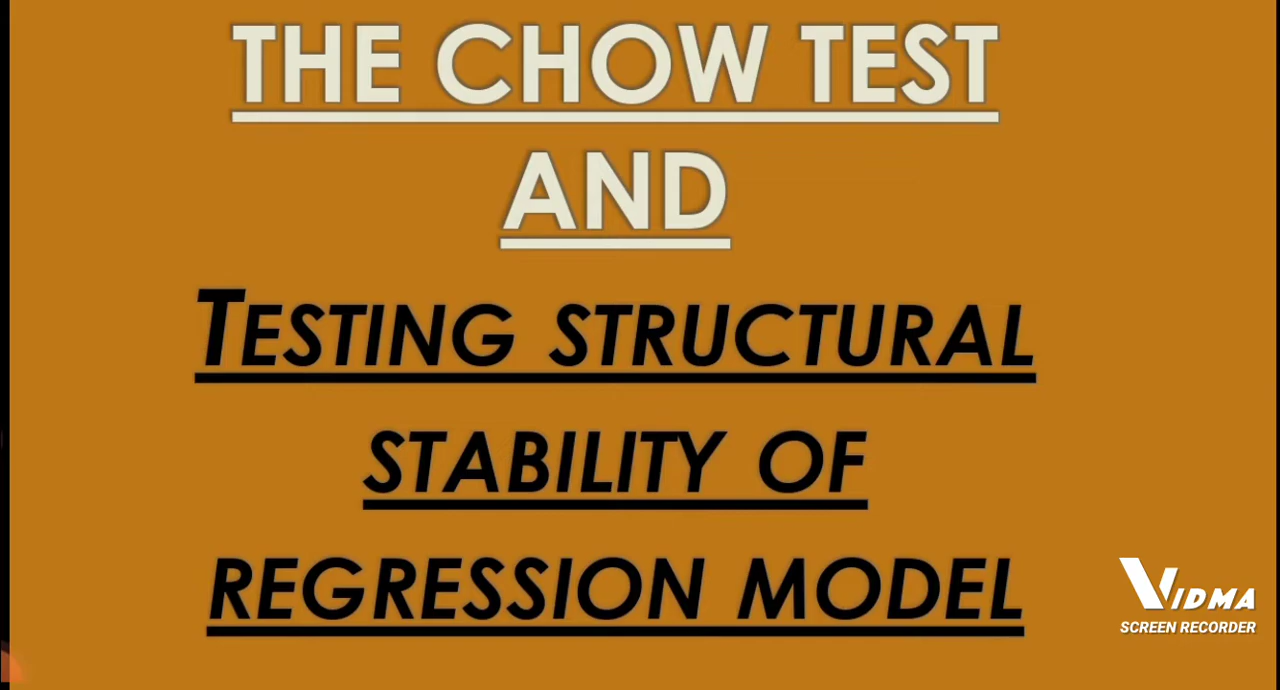 THE CHOW TEST
AND
TESTING STRUCTURAL
STABILITY OF
REGRESSION MODEL
VIDMA
SCREEN RECORDER